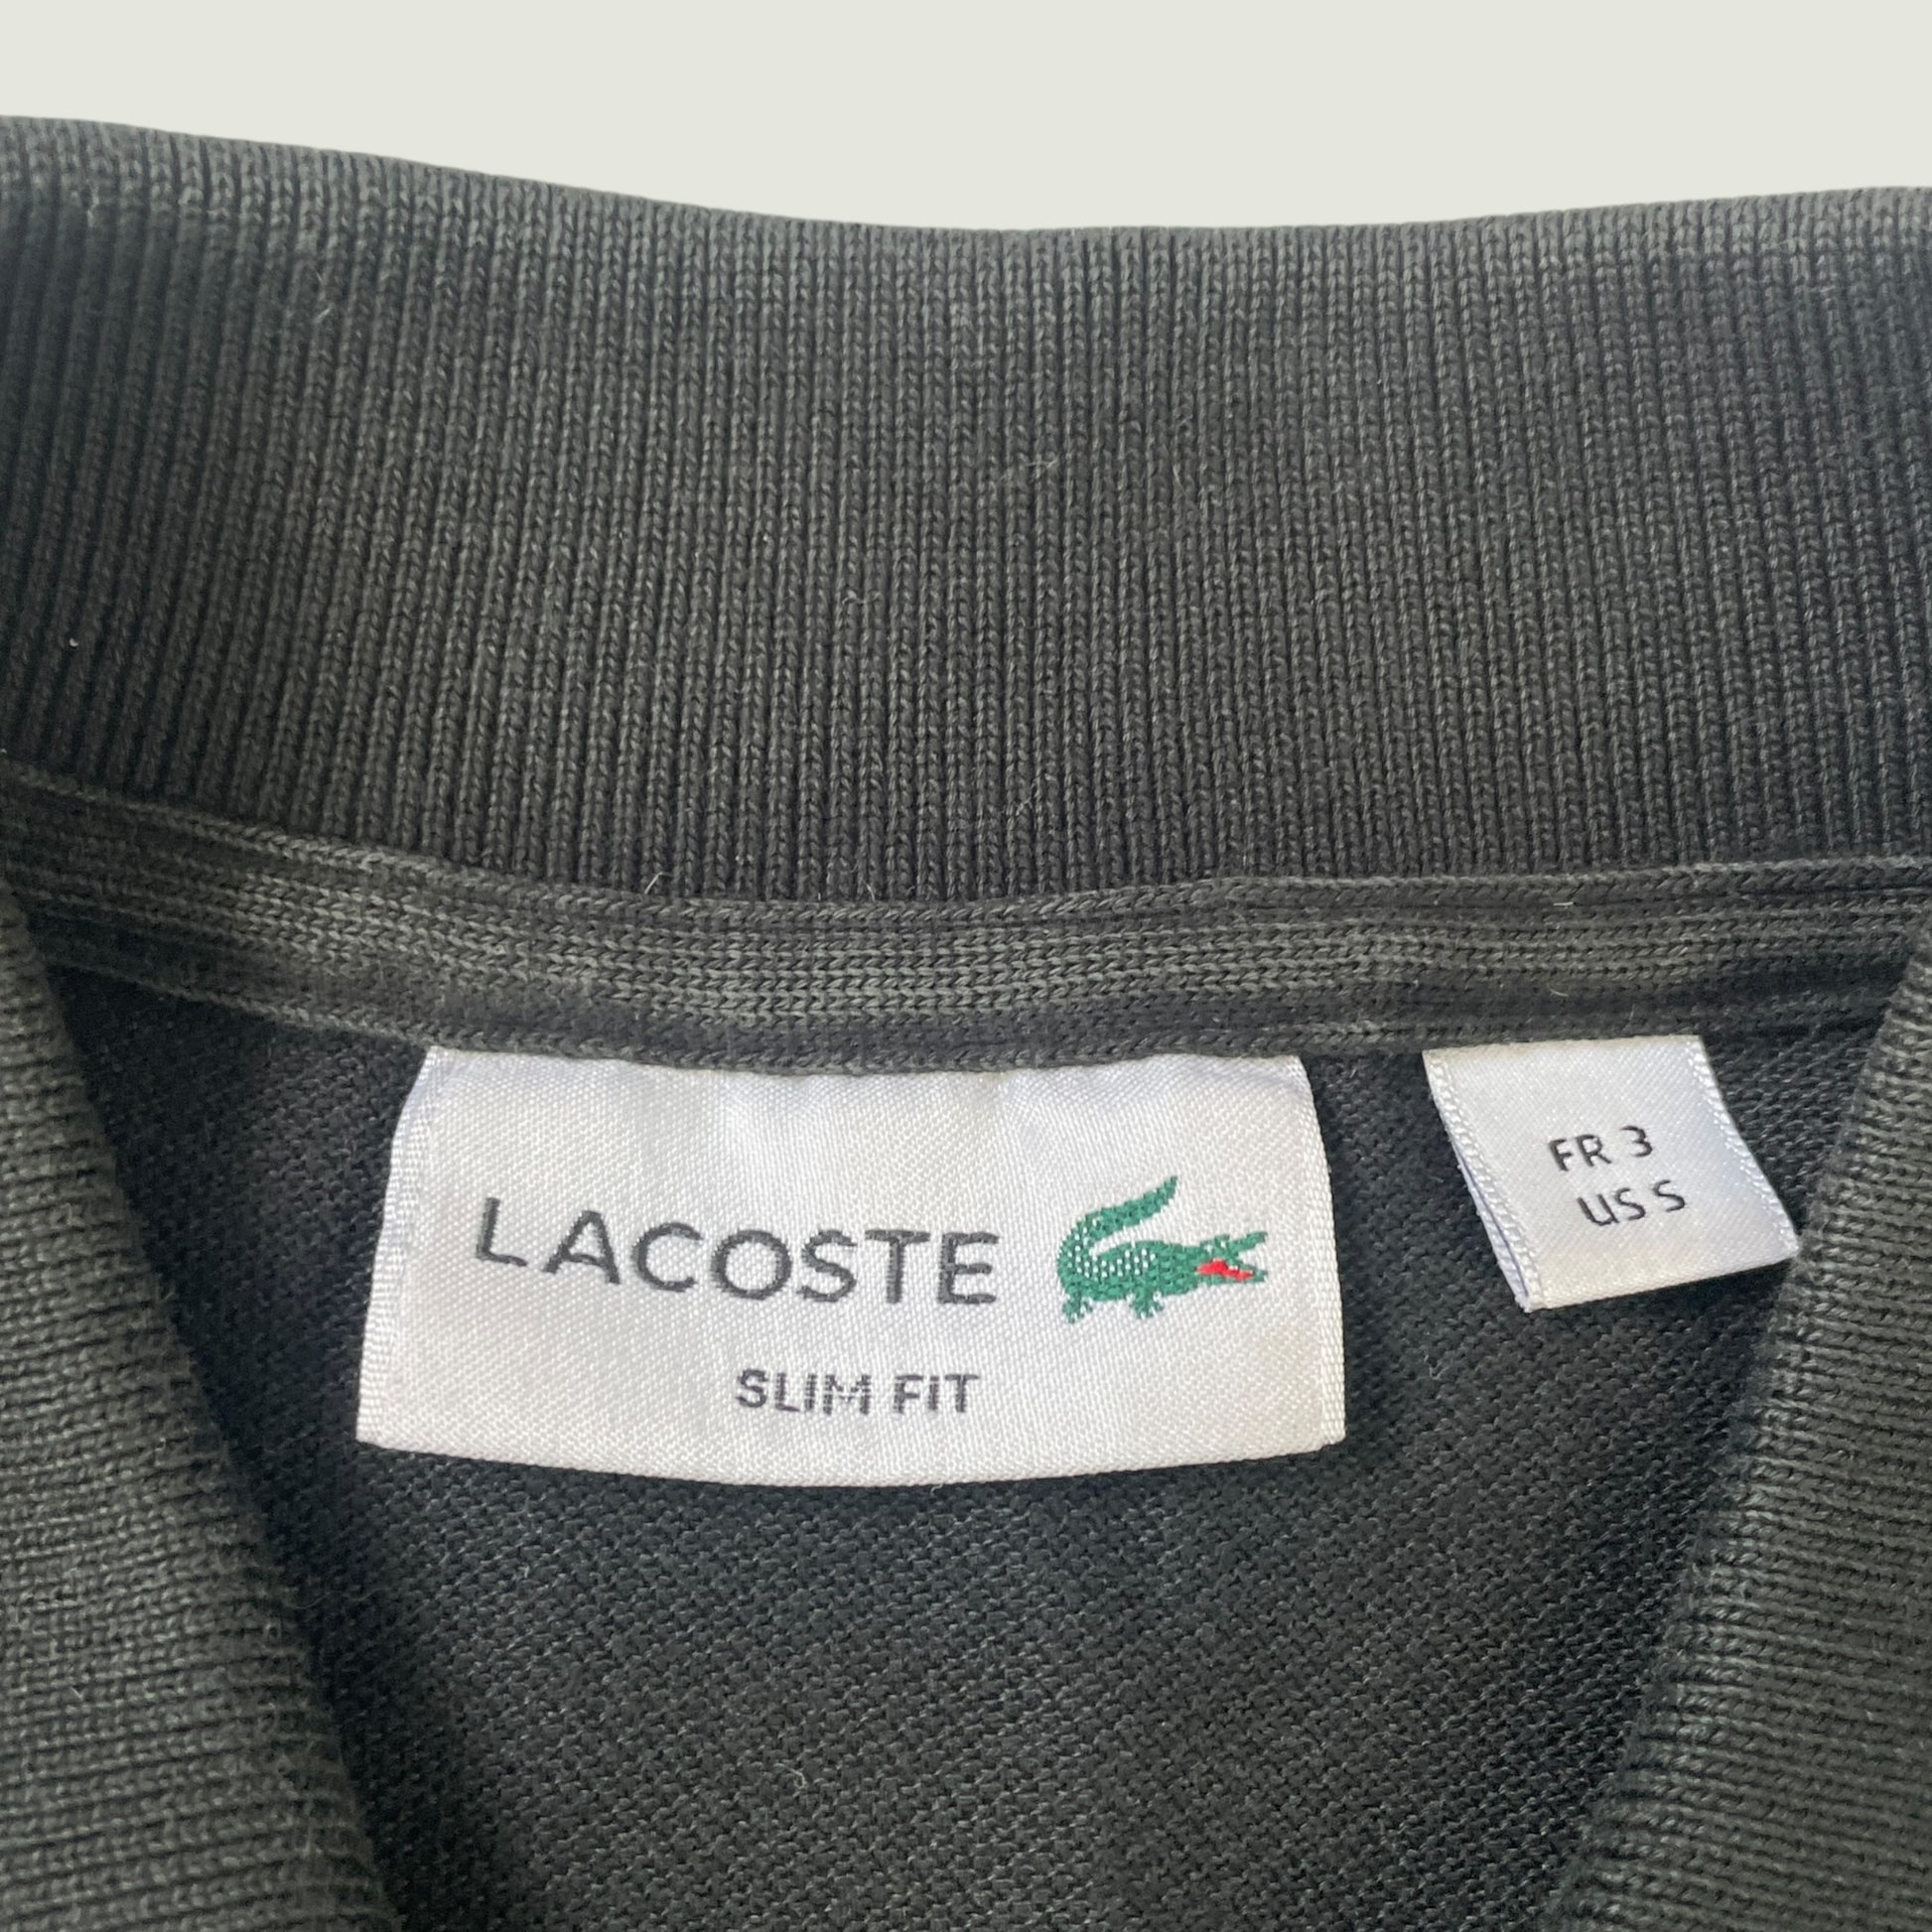 LACOSTE
SLIM FIT
FR 3
US S